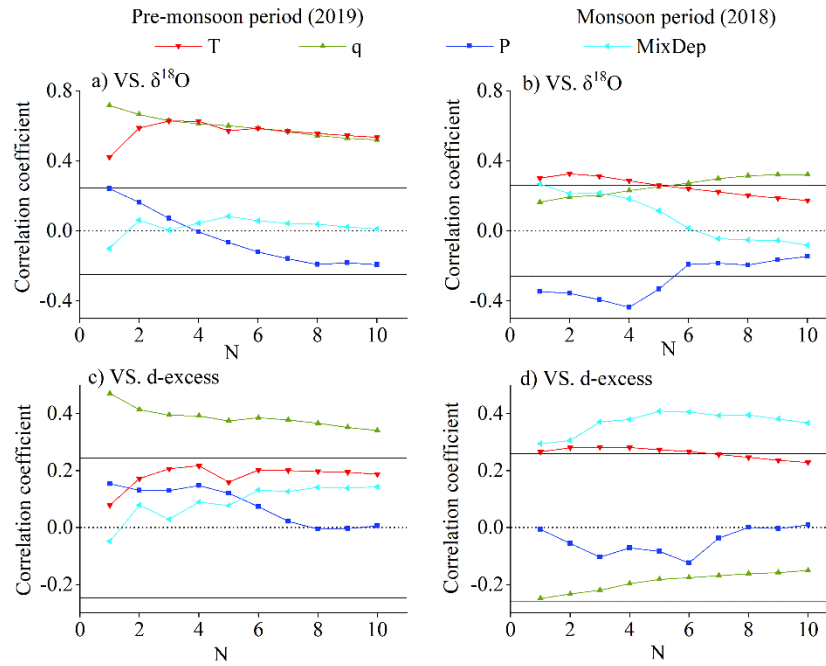 Pre-monsoon period (2019)
Monsoon period (2018)
T
q
P
MixDep
a) VS. δ¹⁸O
0.8
0.4
0.0
-0.4
0
2
4
6
8
10
N
Correlation coefficient
b) VS. δ¹⁸O
0.8
0.4
0.0
-0.4
0
2
4
6
8
10
N
Correlation coefficient
c) VS. d-excess
0.4
0.2
0.0
-0.2
0
2
4
6
8
10
N
Correlation coefficient
d) VS. d-excess
0.4
0.2
0.0
-0.2
0
2
4
6
8
10
N
Correlation coefficient